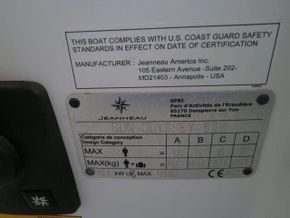 THIS BOAT COMPLIES WITH U.S. COAST GUARD SAFETY
STANDARDS IN EFFECT ON DATE OF CERTIFICATION
MANUFACTURER : Jeanneau America Inc.
105 Eastern Avenue -Suite 202-
MD21403 - Annapolis - USA
JEANNEAU
SPBI
Parc d'Activités de l'Eraudière
85170 Dompierre sur Yon
FRANCE
Catégorie de conception
Design Category
A B C D
MAX
MAX(kg)
kW